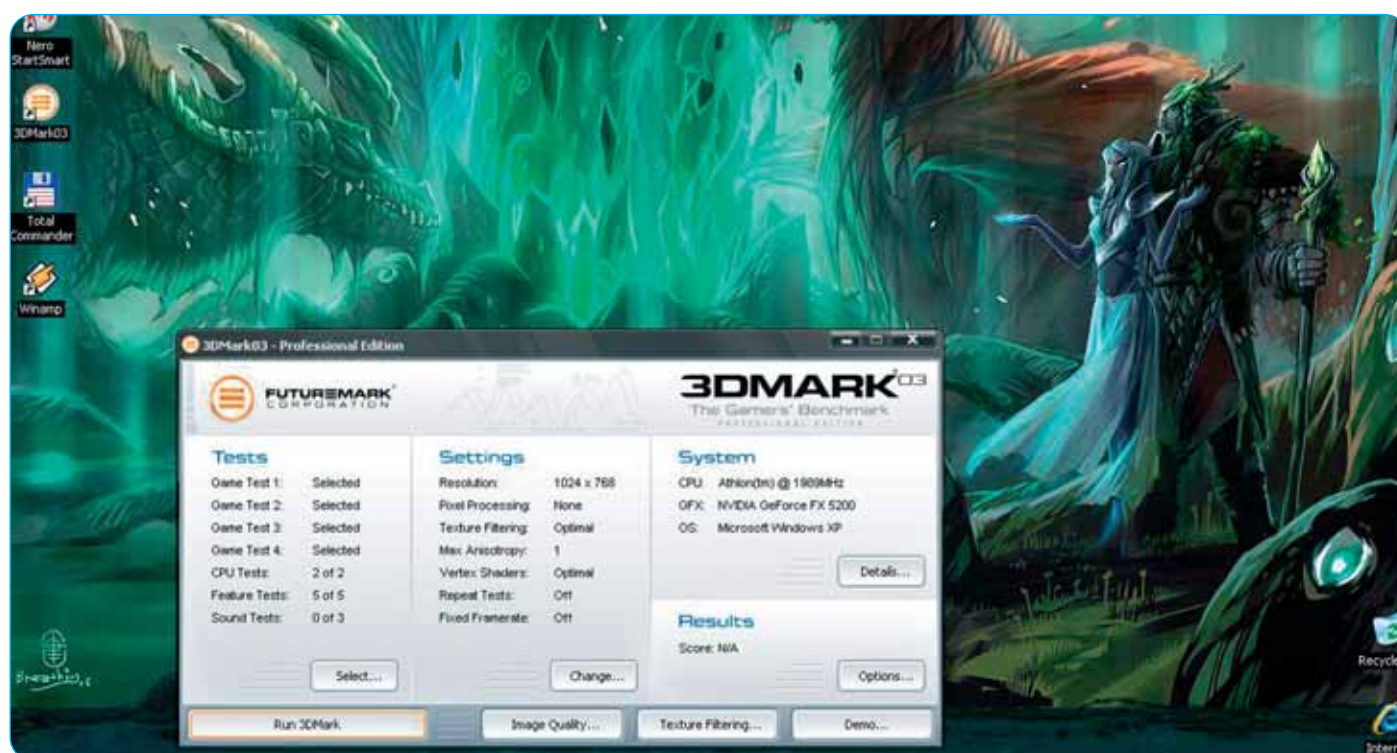 Nero
StartSmart
3DMark03
Total
Commander
Winamp
3DMark03 - Professional Edition
FUTUREMARK
CORPORATION
3DMARK 03
The Gamers' Benchmark
PROFESSIONAL EDITION
Tests
Game Test 1: Selected
Game Test 2: Selected
Game Test 3: Selected
Game Test 4: Selected
CPU Tests: 2 of 2
Feature Tests: 5 of 5
Sound Tests: 0 of 3
Select...
Settings
Resolution: 1024 x 768
Pixel Processing: None
Texture Filtering: Optimal
Max Anisotropy: 1
Vertex Shaders: Optimal
Repeat Tests: Off
Fixed Framerate: Off
Change...
System
CPU: Athlon(tm) @ 1989MHz
GFX: NVIDIA GeForce FX 5200
OS: Microsoft Windows XP
Details...
Results
Score: N/A
Options...
Run 3DMark
Image Quality...
Texture Filtering...
Demo...
Recycle
Intern